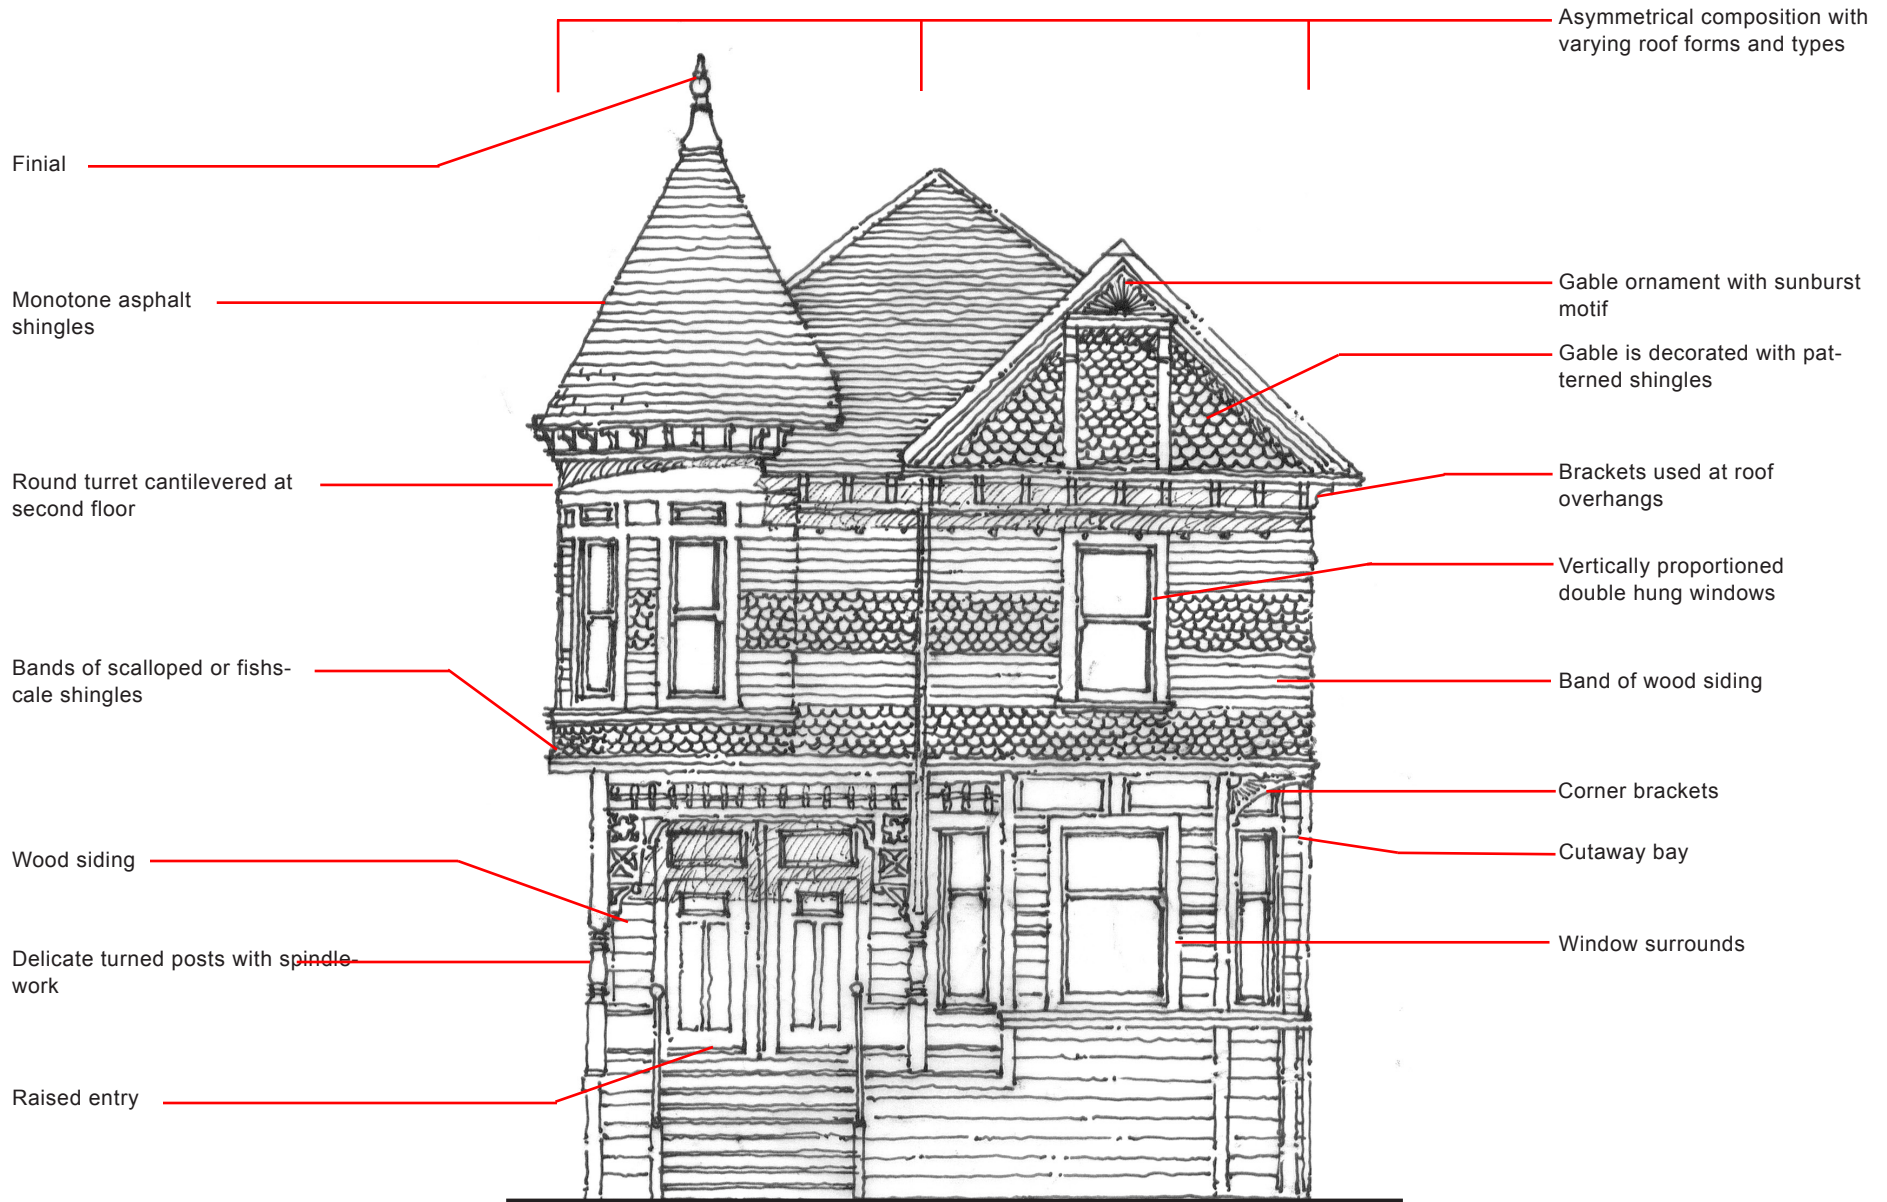 Asymmetrical composition with
varying roof forms and types
Finial
Monotone asphalt
shingles
Round turret cantilevered at
second floor
Bands of scalloped or fishs-
cale shingles
Wood siding
Delicate turned posts with spindle-
work
Raised entry
Gable ornament with sunburst
motif
Gable is decorated with pat-
terned shingles
Brackets used at roof
overhangs
Vertically proportioned
double hung windows
Band of wood siding
Corner brackets
Cutaway bay
Window surrounds